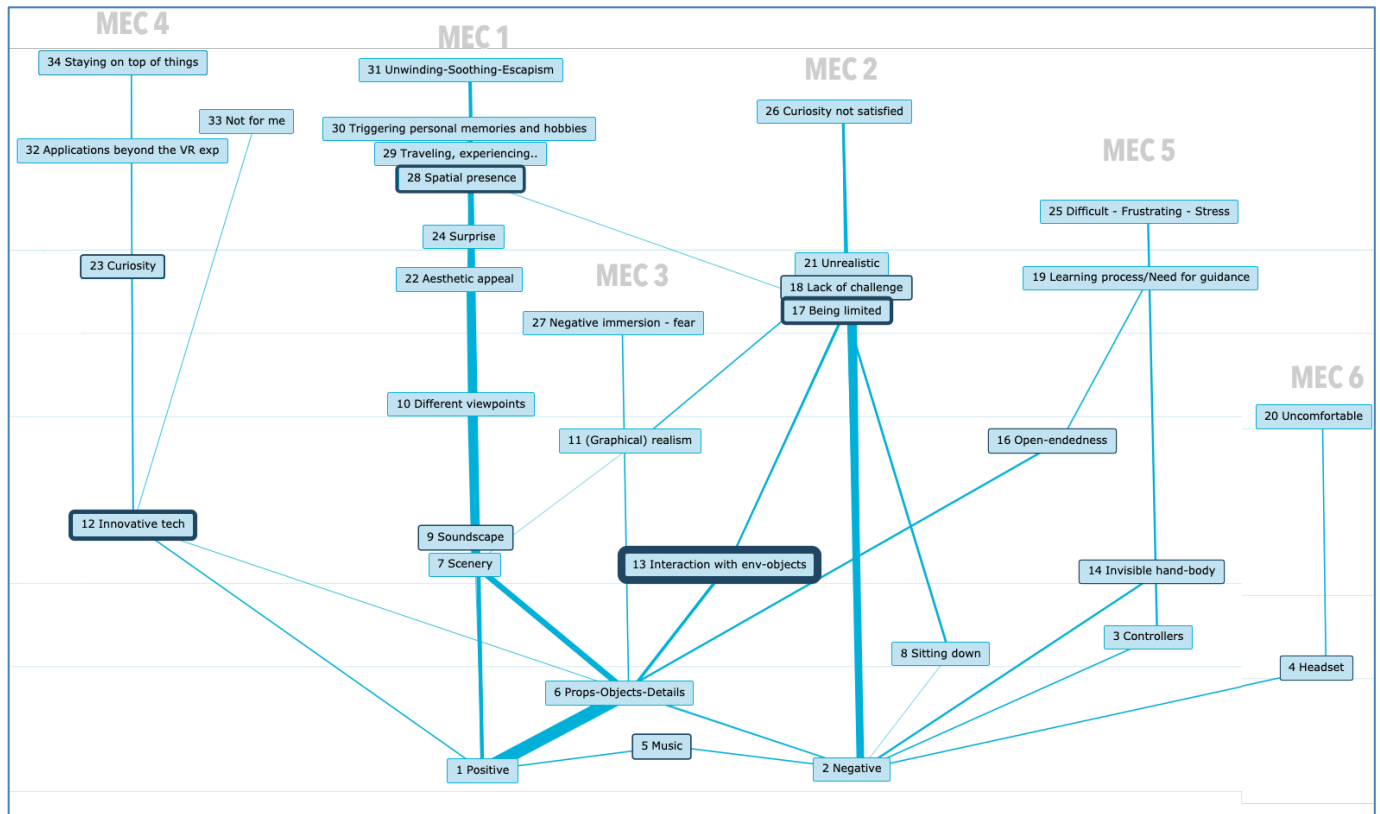 MEC 4
MEC 1
MEC 2
34 Staying on top of things
31 Unwinding-Soothing-Escapism
26 Curiosity not satisfied
33 Not for me
30 Triggering personal memories and hobbies
32 Applications beyond the VR exp
29 Traveling, experiencing..
MEC 5
28 Spatial presence
25 Difficult - Frustrating - Stress
24 Surprise
23 Curiosity
21 Unrealistic
22 Aesthetic appeal
MEC 3
19 Learning process/Need for guidance
18 Lack of challenge
17 Being limited
27 Negative immersion - fear
MEC 6
10 Different viewpoints
20 Uncomfortable
11 (Graphical) realism
16 Open-endedness
12 Innovative tech
9 Soundscape
7 Scenery
13 Interaction with env-objects
14 Invisible hand-body
3 Controllers
8 Sitting down
4 Headset
6 Props-Objects-Details
5 Music
1 Positive
2 Negative